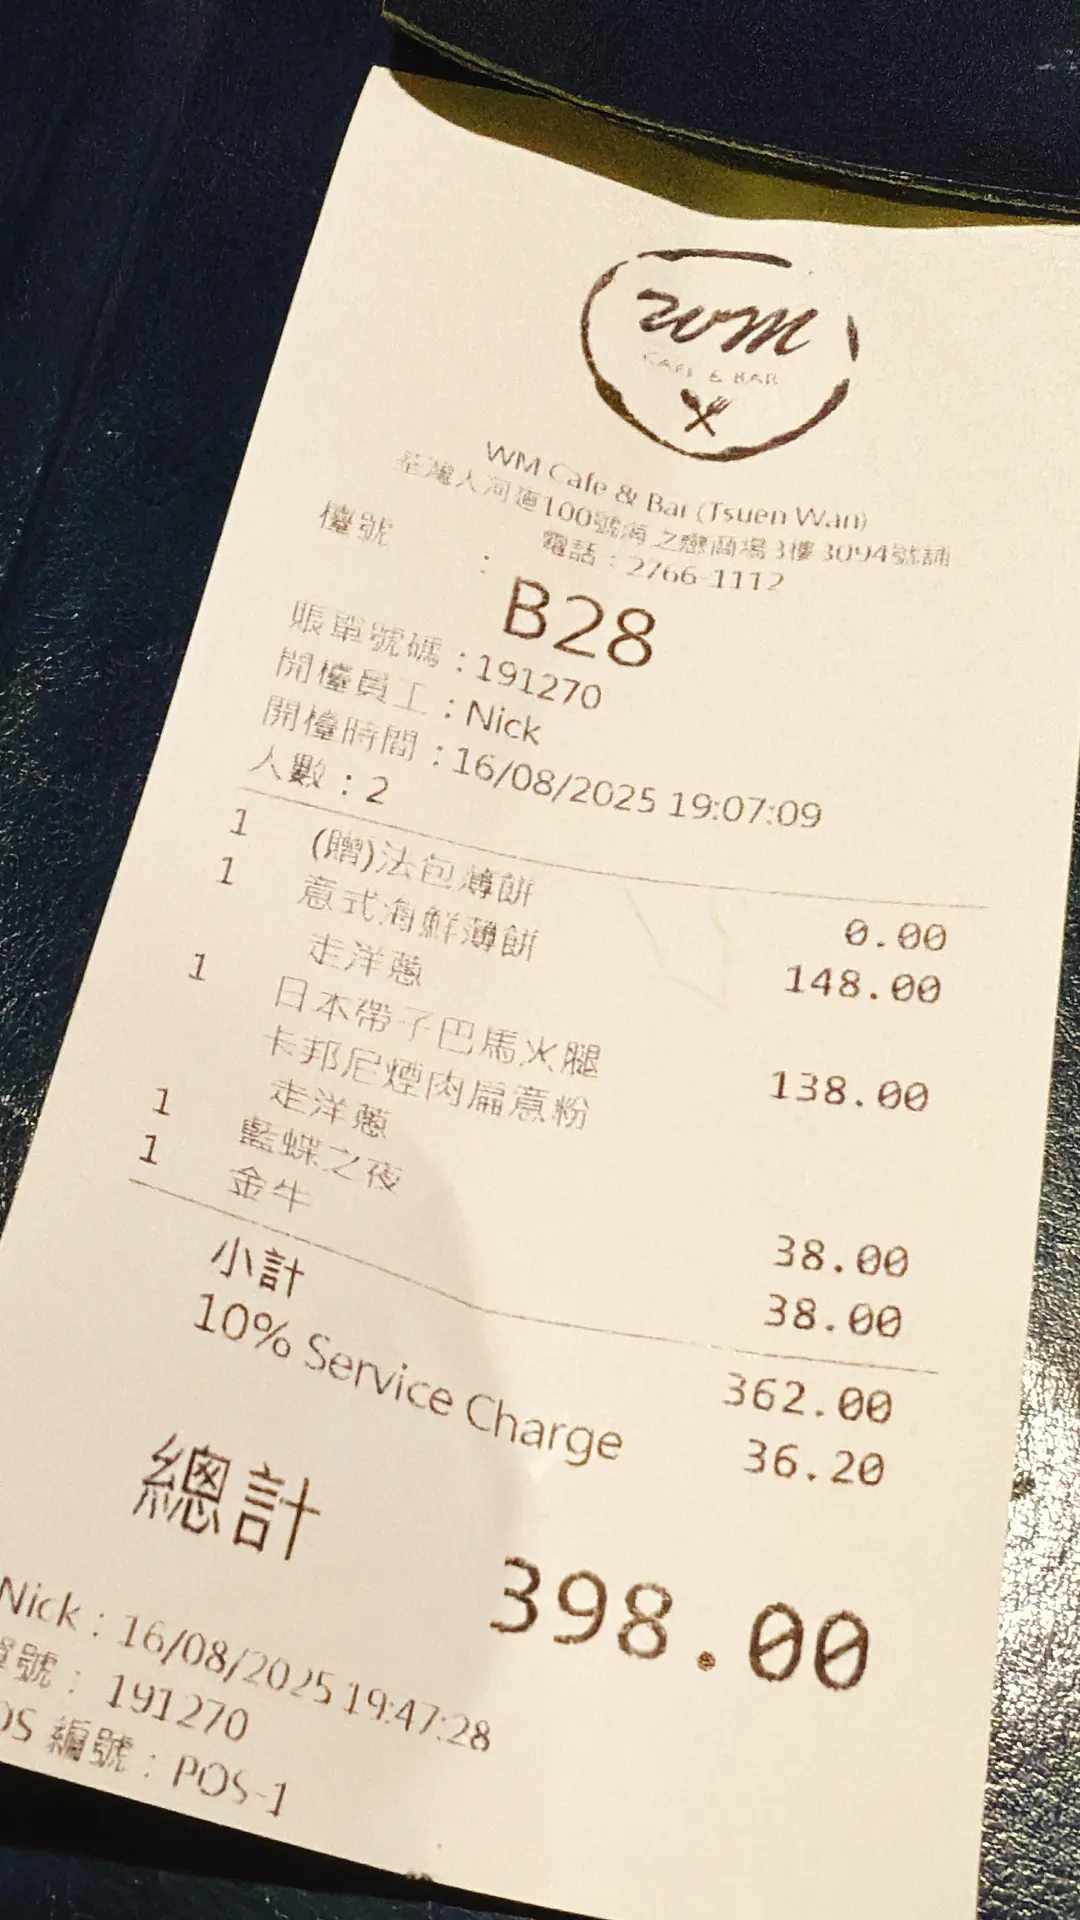 WM
CAFE & BAR
WM Cafe & Bar (Tsuen Wan)
荃灣大河道100號海之戀商場3樓3094號舖
電話：2766-1112
檯號 : B28
賬單號碼：191270
開檯員工：Nick
開檯時間：16/08/2025 19:07:09
人數：2
1 (贈)法包薄餅 0.00
1 意式海鮮薄餅 148.00
走洋蔥
1 日本帶子巴馬火腿 138.00
卡邦尼煙肉扁意粉
走洋蔥
1 藍蝶之夜 38.00
1 金牛 38.00
小計 362.00
10% Service Charge 36.20
總計 398.00
Nick : 16/08/2025 19:47:28
單號： 191270
OS 編號： POS-1